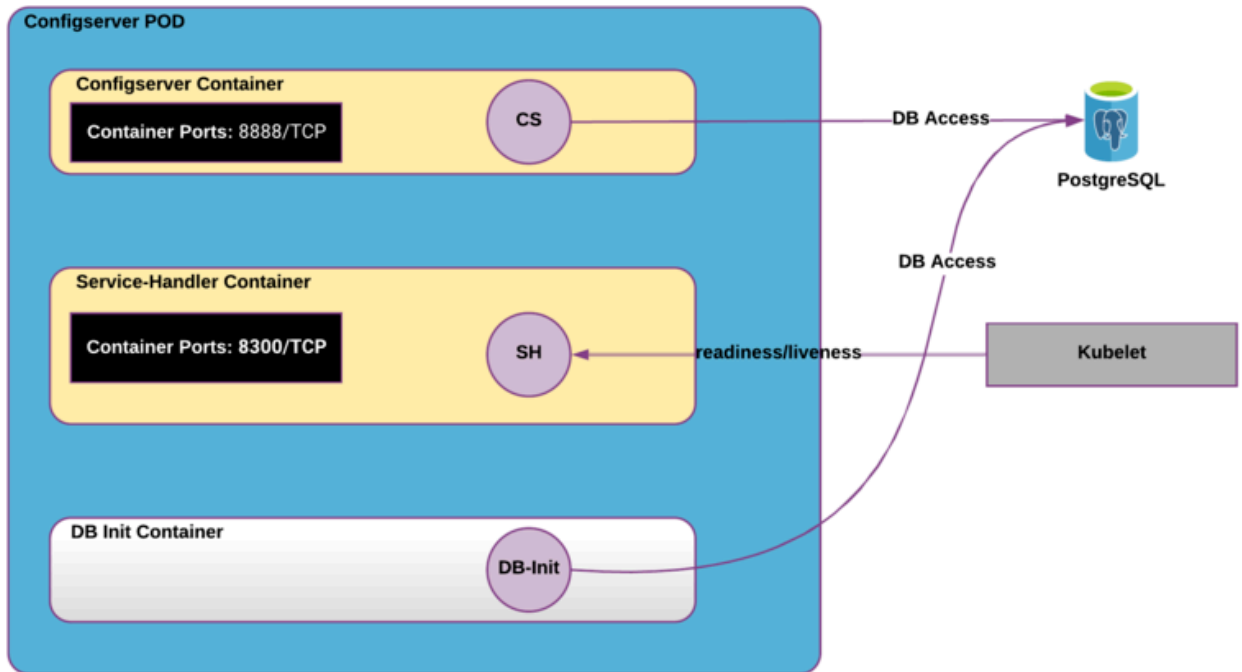 Configserver POD
Configserver Container
Container Ports: 8888/TCP
CS
DB Access
PostgreSQL
DB Access
Service-Handler Container
Container Ports: 8300/TCP
SH
readiness/liveness
Kubelet
DB Init Container
DB-Init